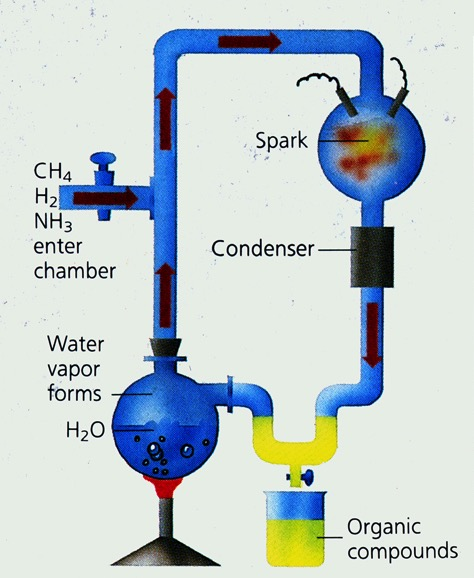 Spark
CH4
H2
NH3
enter
chamber
Condenser
Water
vapor
forms
H2O
Organic
compounds